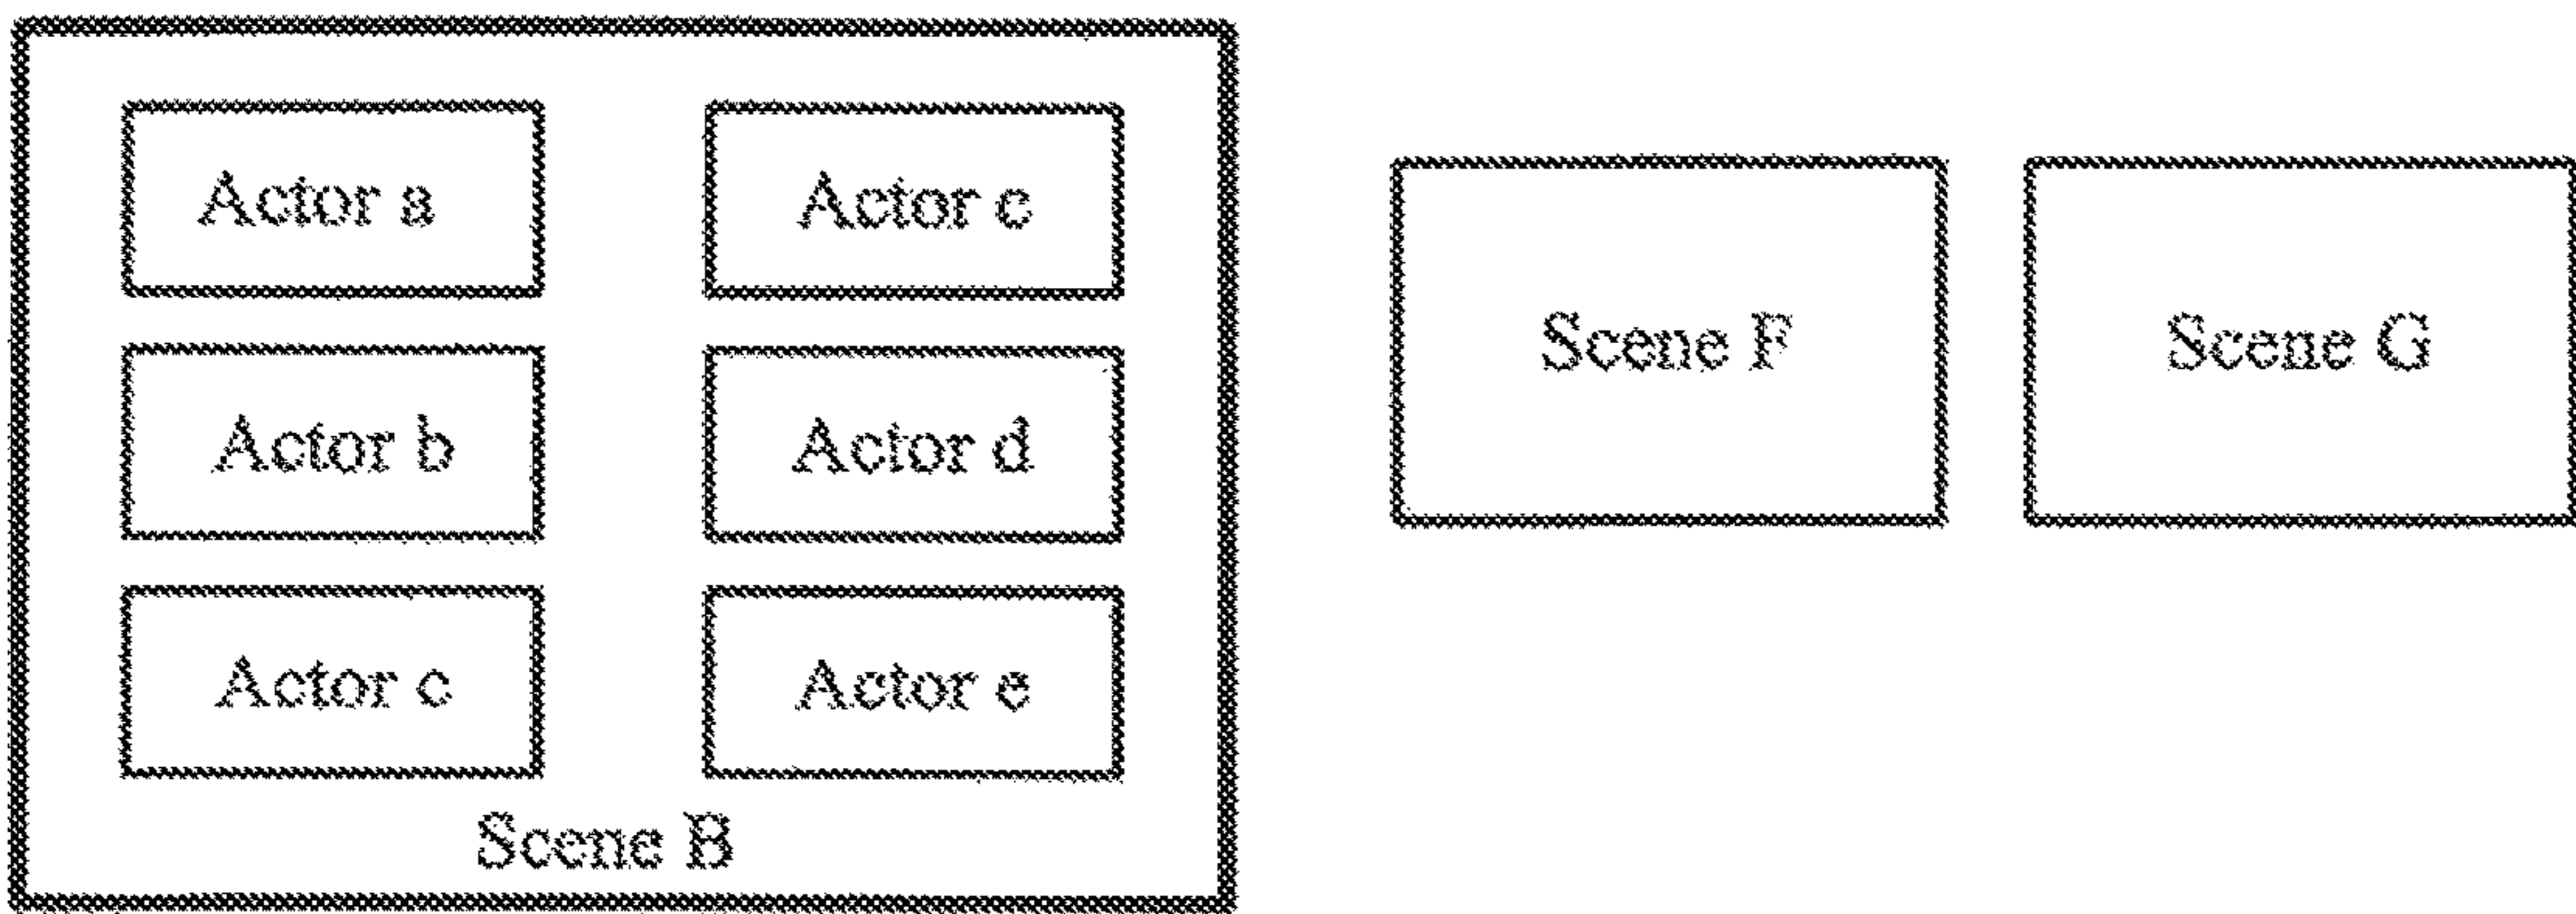 Actor a
Actor c
Actor b
Actor d
Actor c
Actor e
Scene B
Scene F
Scene G